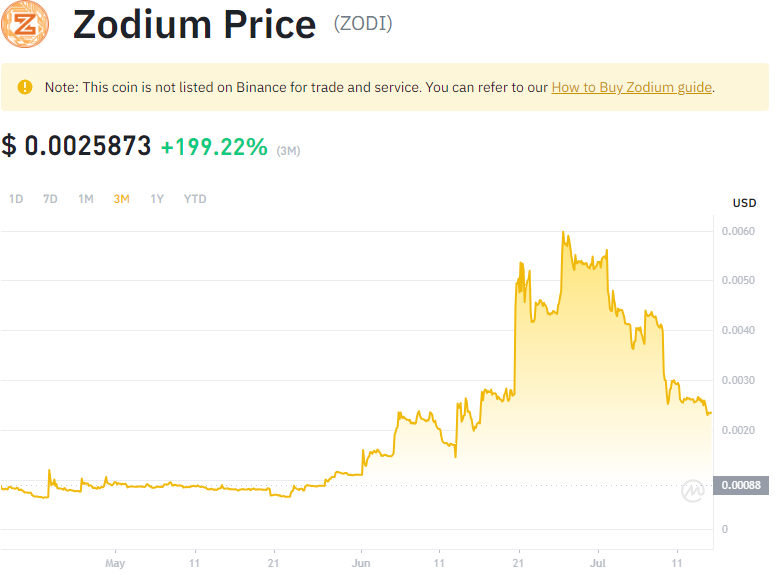 Zodium Price (ZODI)
Note: This coin is not listed on Binance for trade and service. You can refer to our How to Buy Zodium guide.
$ 0.0025873 +199.22% (3M)
1D 7D 1M 3M 1Y YTD
USD
0.0060
0.0050
0.0040
0.0030
0.0020
0.00088
0
May 11 21 Jun 11 21 Jul 11